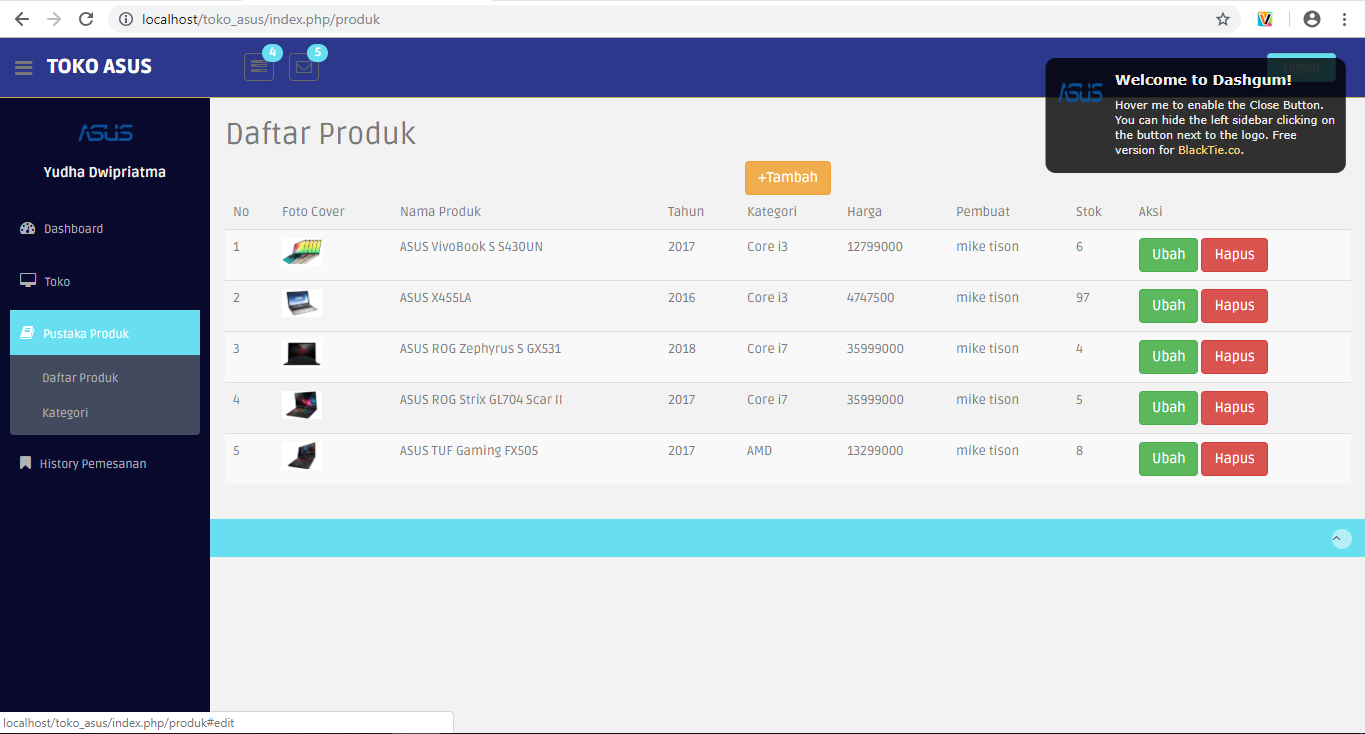 localhost/toko_asus/index.php/produk
TOKO ASUS
4
5
Welcome to Dashgum!
Hover me to enable the Close Button.
You can hide the left sidebar clicking on
the button next to the logo. Free
version for BlackTie.co.
ASUS
ASUS
Yudha Dwipriatma
Dashboard
Toko
Pustaka Produk
Daftar Produk
Kategori
History Pemesanan
Daftar Produk
+Tambah
No Foto Cover Nama Produk Tahun Kategori Harga Pembuat Stok Aksi
1 ASUS VivoBook S S430UN 2017 Core i3 12799000 mike tison 6 Ubah Hapus
2 ASUS X455LA 2016 Core i3 4747500 mike tison 97 Ubah Hapus
3 ASUS ROG Zephyrus S GX531 2018 Core i7 35999000 mike tison 4 Ubah Hapus
4 ASUS ROG Strix GL704 Scar II 2017 Core i7 35999000 mike tison 5 Ubah Hapus
5 ASUS TUF Gaming FX505 2017 AMD 13299000 mike tison 8 Ubah Hapus
localhost/toko_asus/index.php/produk#edit